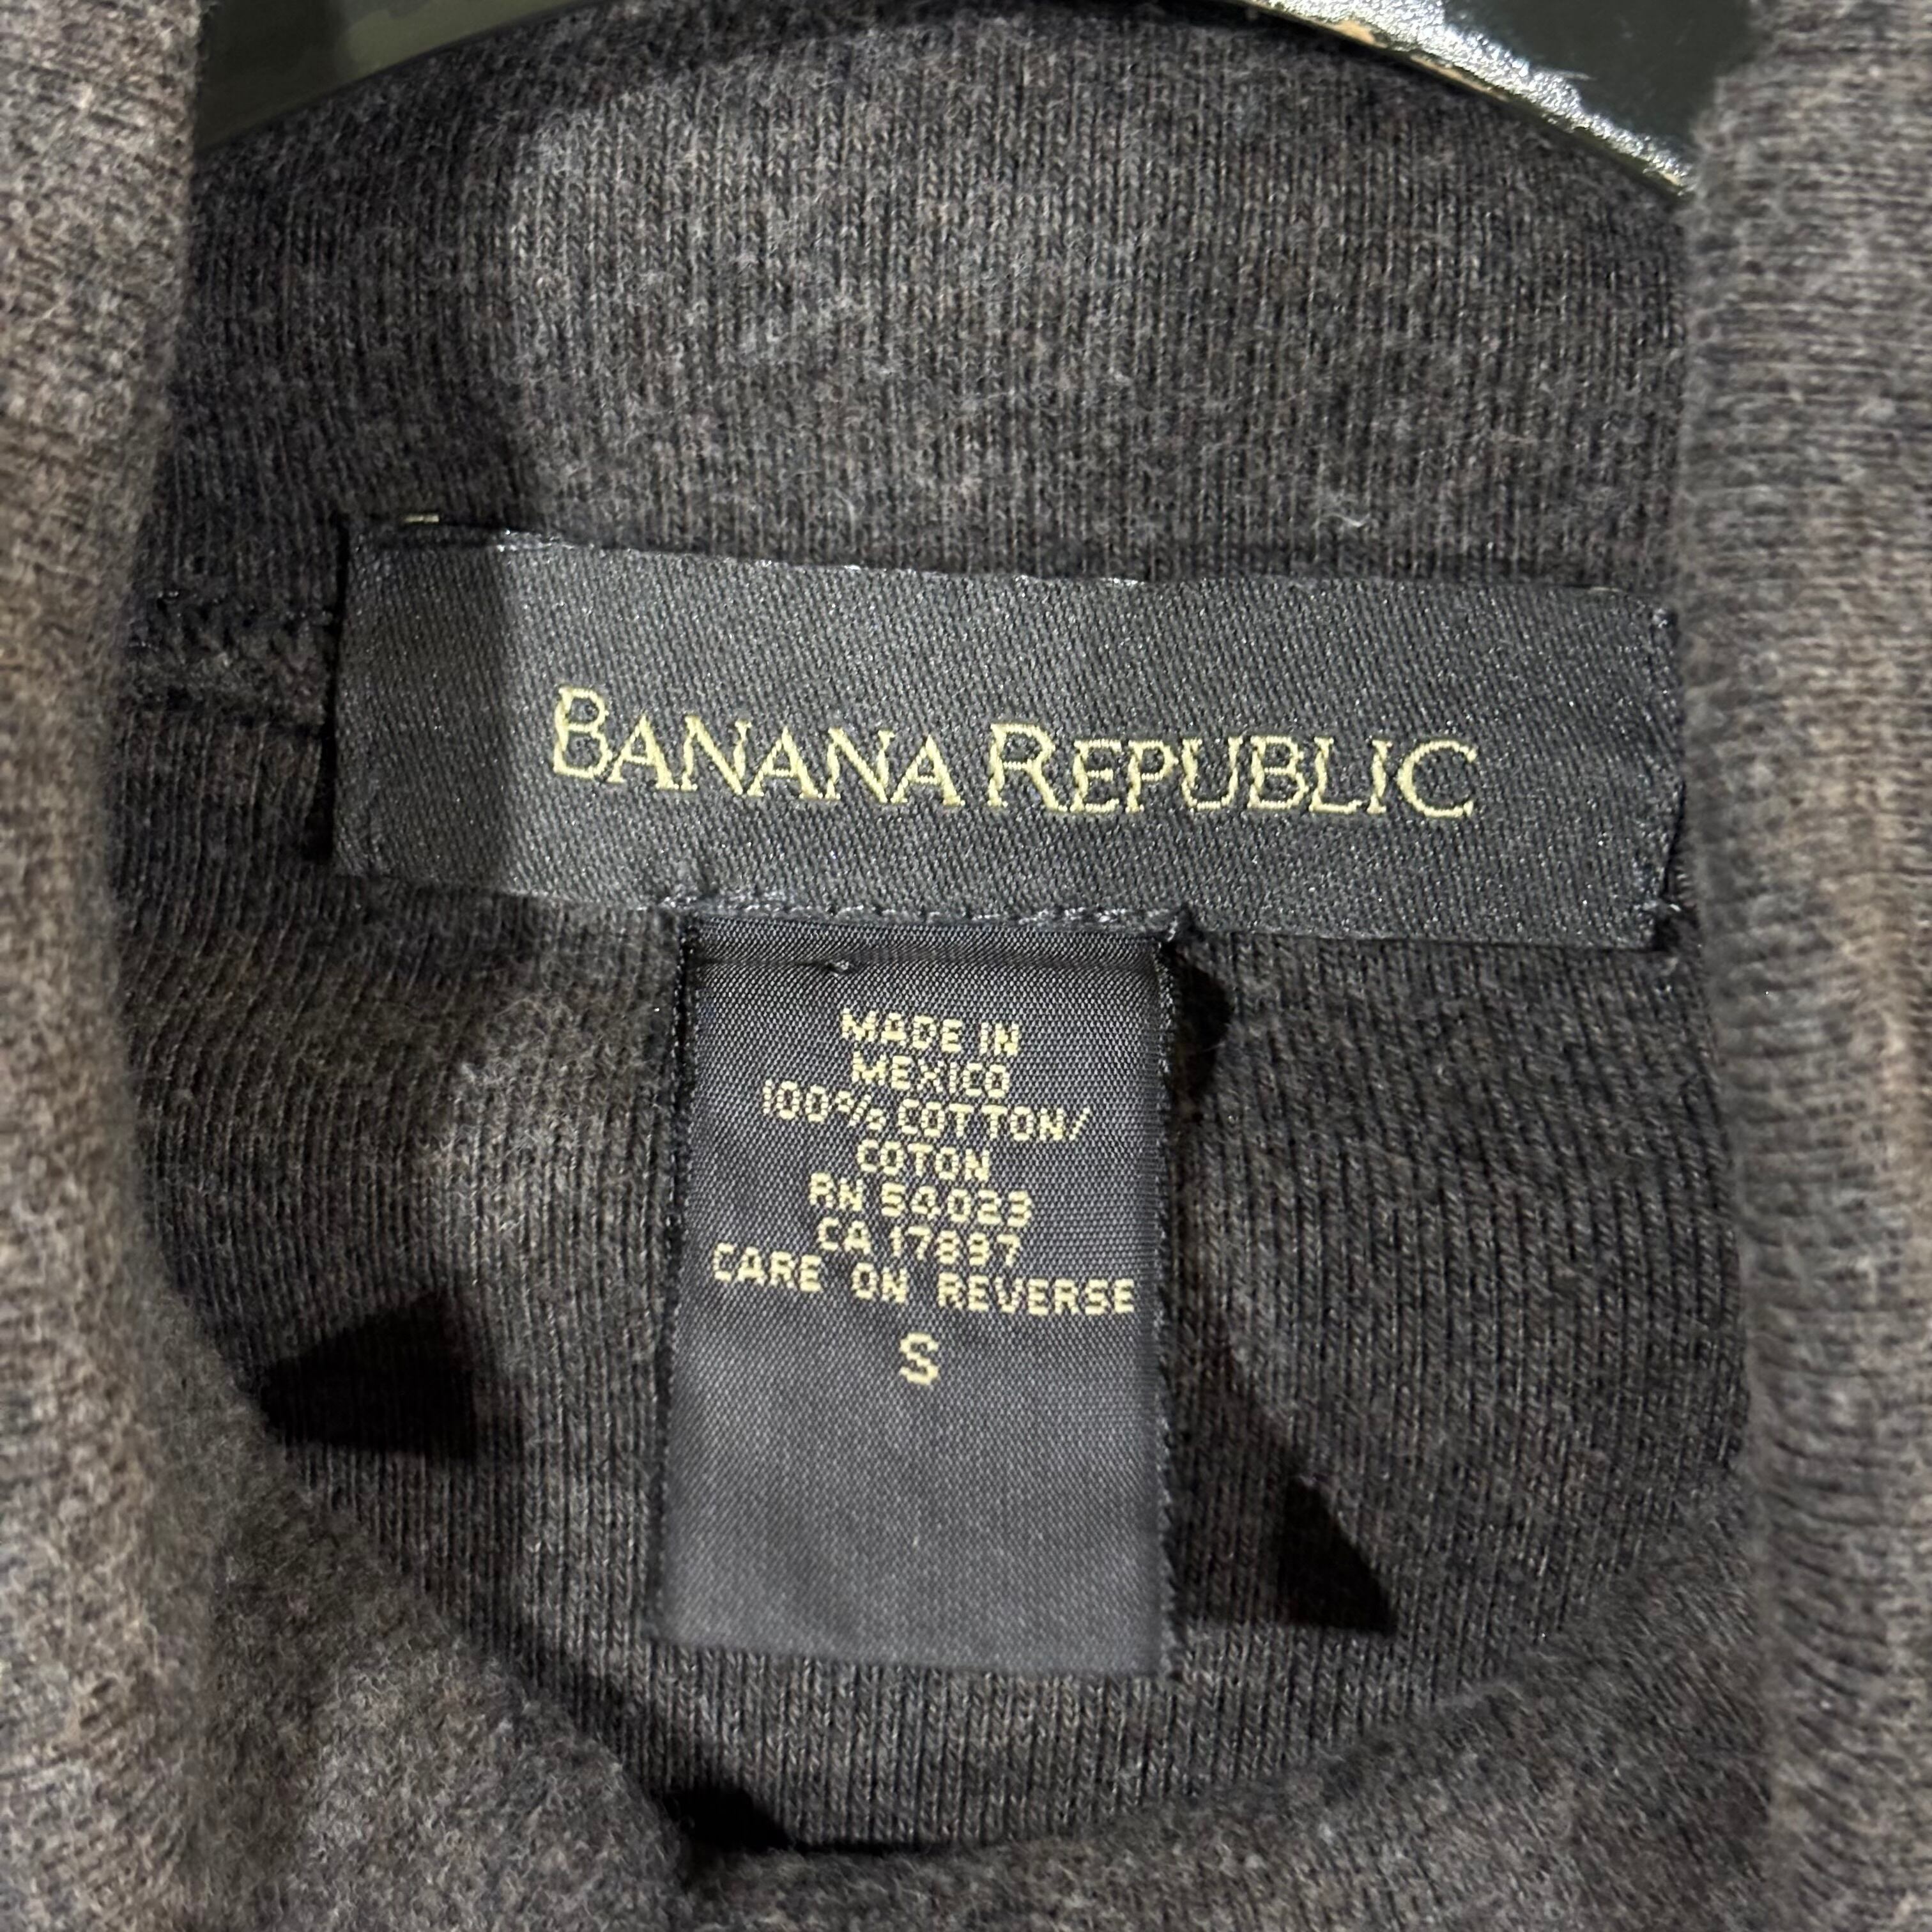 BANANA REPUBLIC
MADE IN
MEXICO
100% COTTON/
COTON
RN 54023
CA 17897
CARE ON REVERSE
S